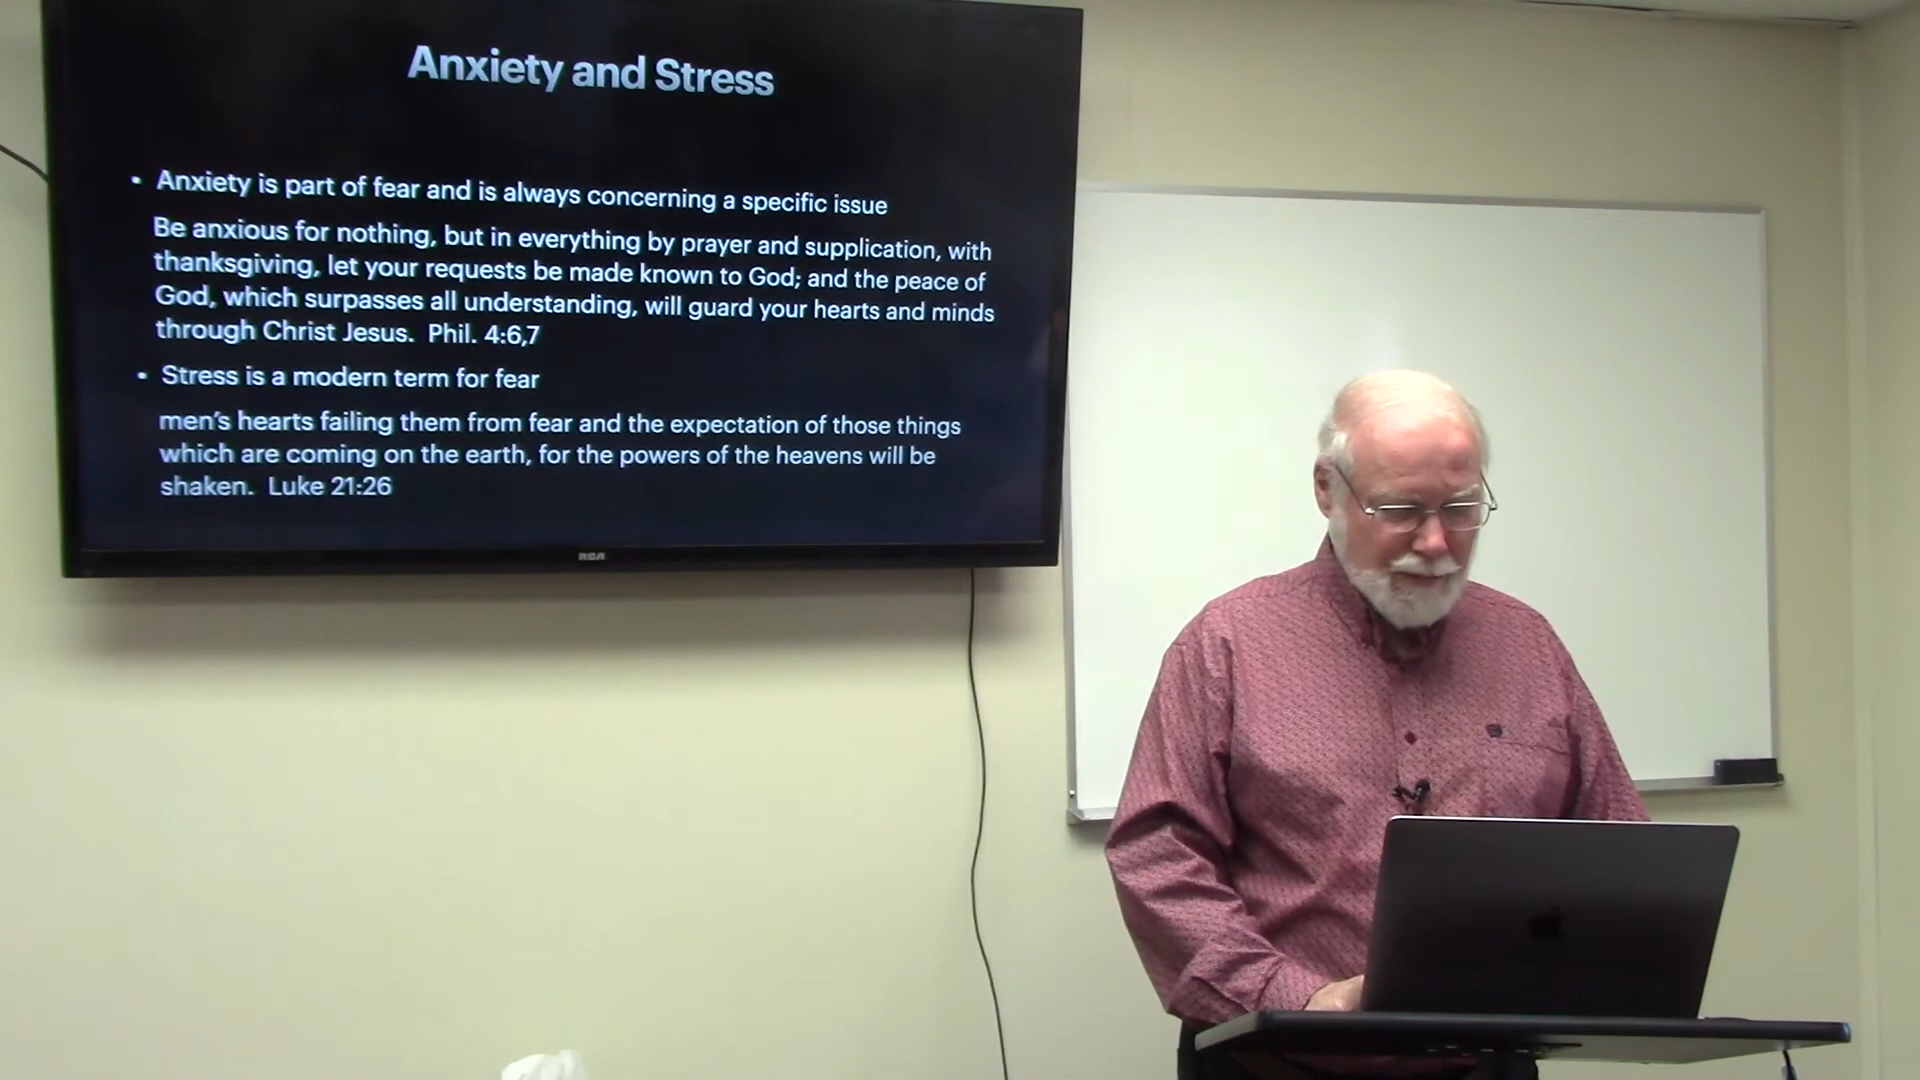 Anxiety and Stress
• Anxiety is part of fear and is always concerning a specific issue
Be anxious for nothing, but in everything by prayer and supplication, with
thanksgiving, let your requests be made known to God; and the peace of
God, which surpasses all understanding, will guard your hearts and minds
through Christ Jesus. Phil. 4:6,7
• Stress is a modern term for fear
men's hearts failing them from fear and the expectation of those things
which are coming on the earth, for the powers of the heavens will be
shaken. Luke 21:26
RCA